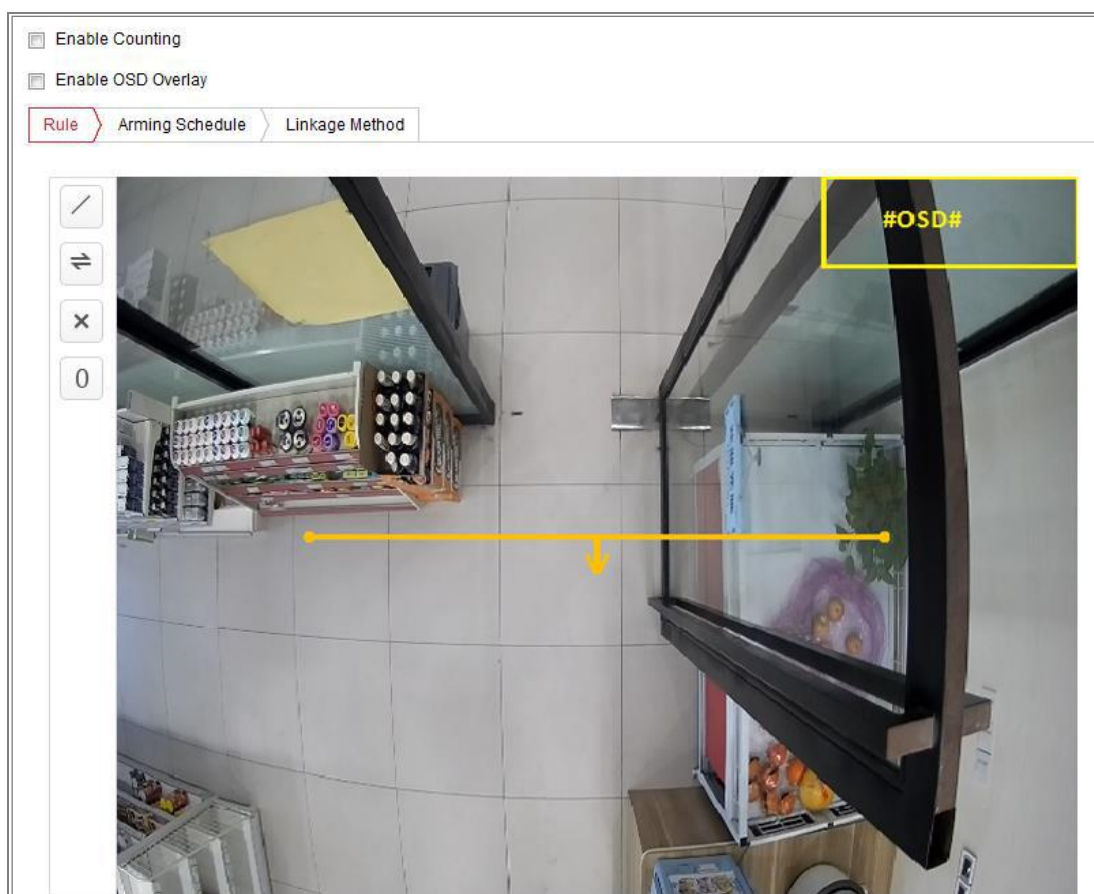 Enable Counting
Enable OSD Overlay
Rule Arming Schedule Linkage Method
#OSD#
0